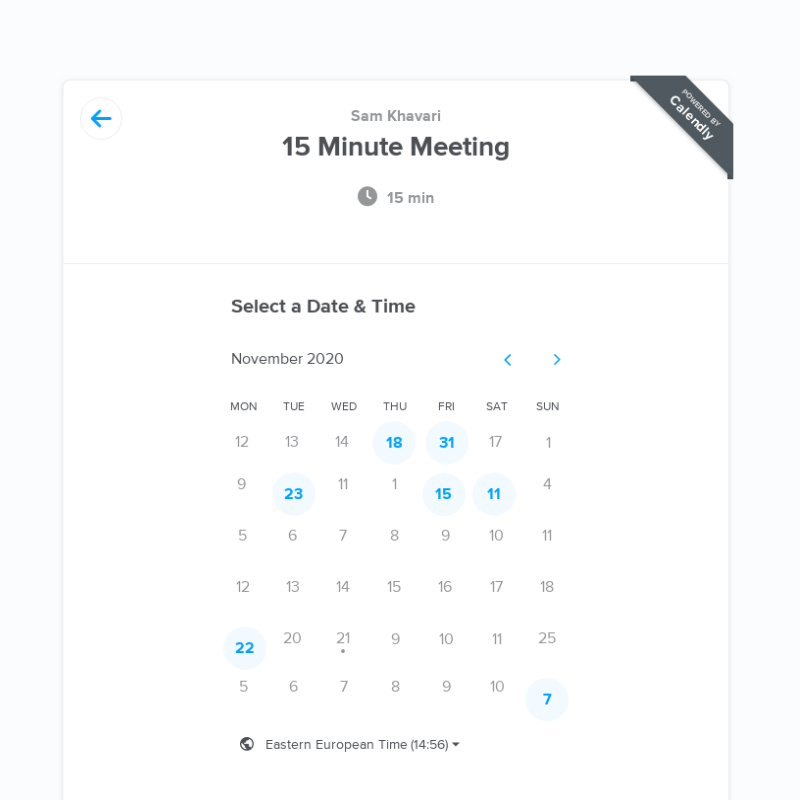 POWERED BY
Calendly
Sam Khavari
15 Minute Meeting
15 min
Select a Date & Time
November 2020
MON TUE WED THU FRI SAT SUN
12 13 14 18 31 17 1
9 23 11 1 15 11 4
5 6 7 8 9 10 11
12 13 14 15 16 17 18
22 20 21 9 10 11 25
5 6 7 8 9 10 7
Eastern European Time (14:56)